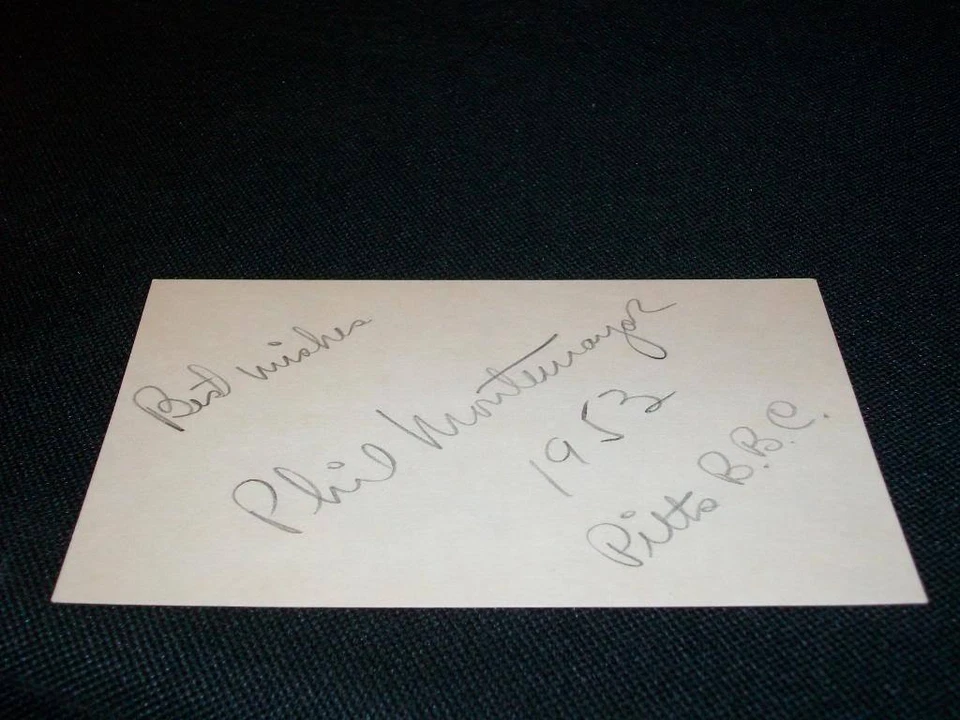 Best wishes
Phil Montemayor
1953
Pitts B.B.C.